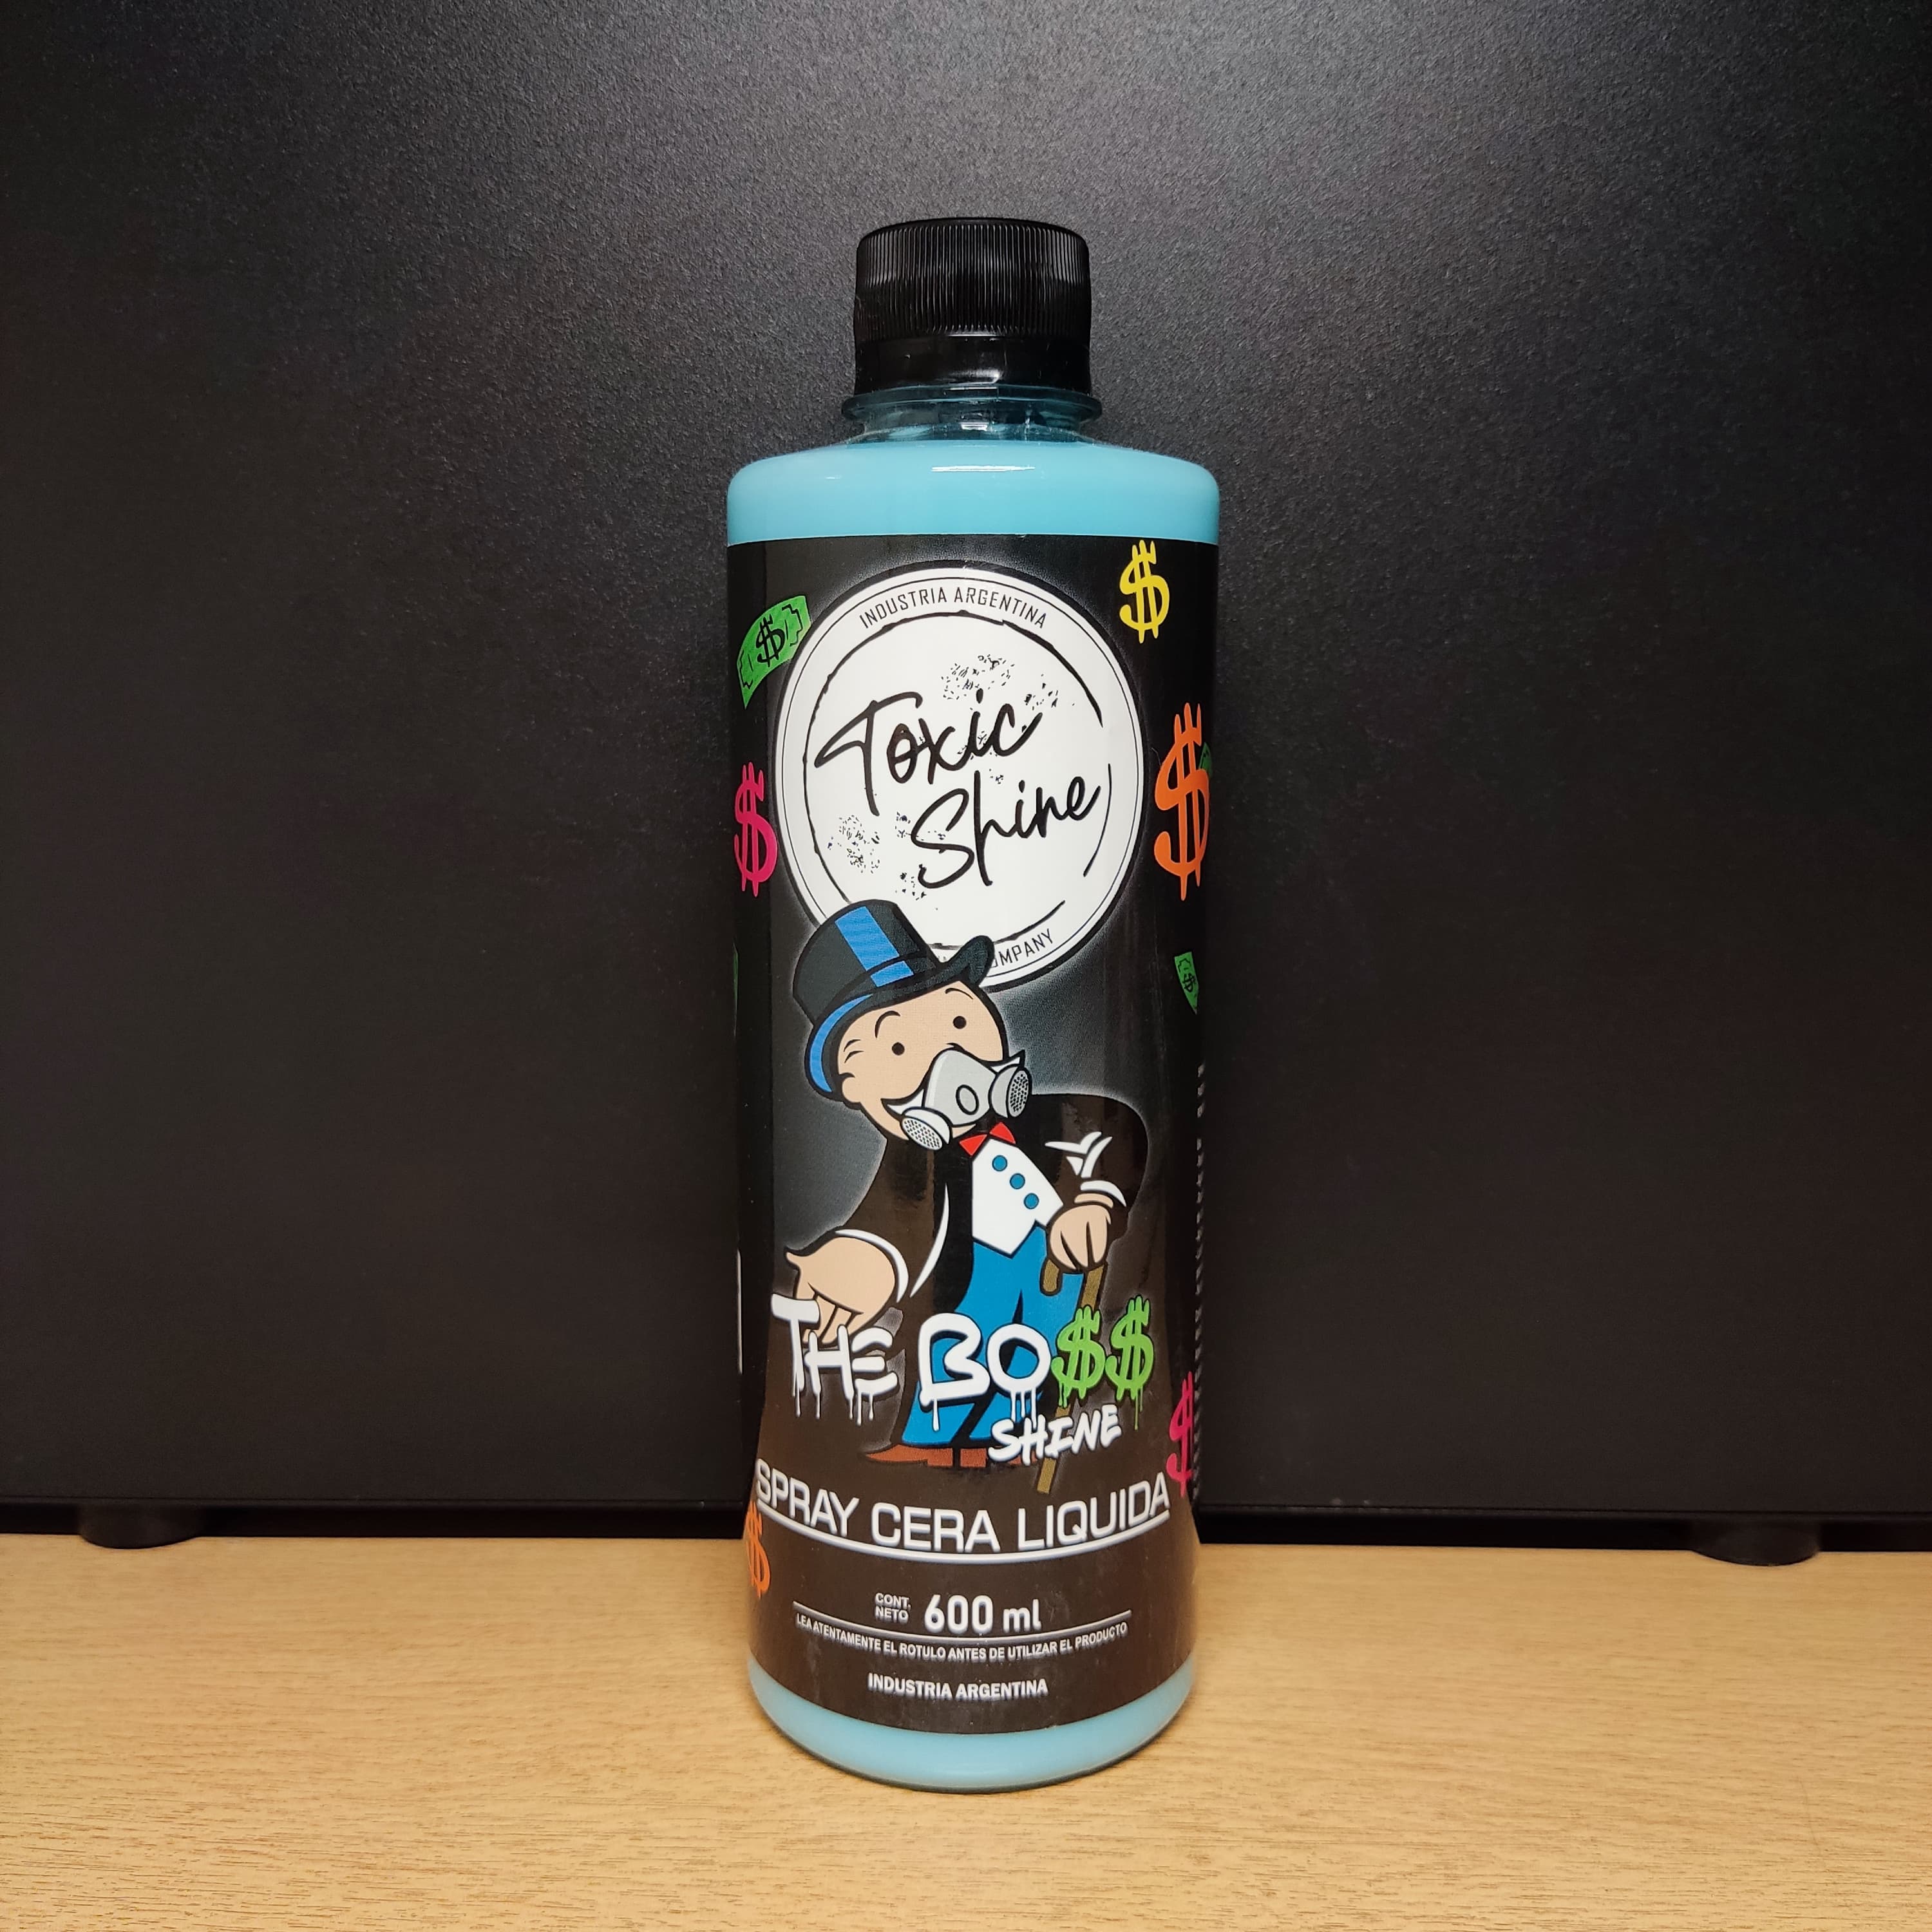 INDUSTRIA ARGENTINA
Toxic
Shine
THE BO$$
SHINE
SPRAY CERA LIQUIDA
CONT.
NETO 600 ml
LEA ATENTAMENTE EL ROTULO ANTES DE UTILIZAR EL PRODUCTO
INDUSTRIA ARGENTINA